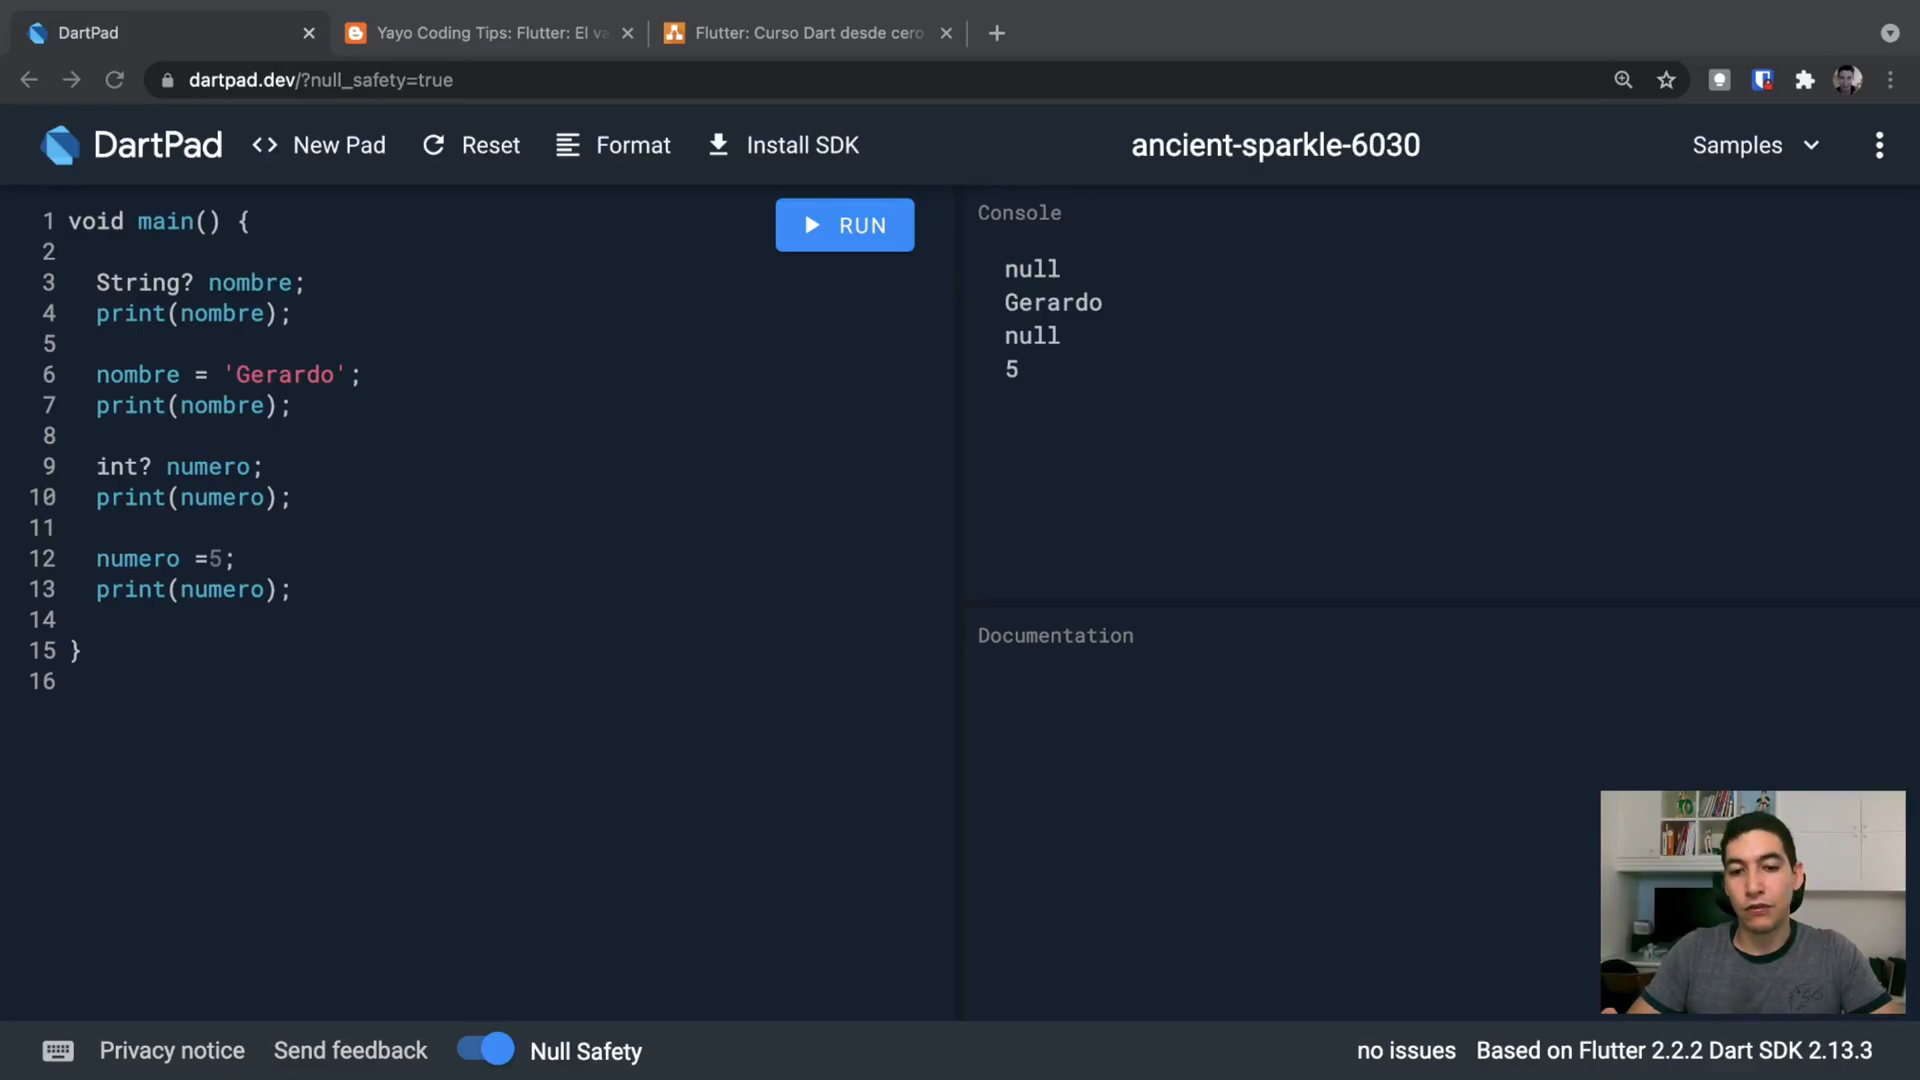 DartPad
Yayo Coding Tips: Flutter: El va
Flutter: Curso Dart desde cero
dartpad.dev/?null_safety=true
DartPad
<> New Pad
Reset
Format
Install SDK
ancient-sparkle-6030
Samples
1 void main() {
2
3 String? nombre;
4 print(nombre);
5
6 nombre = 'Gerardo';
7 print(nombre);
8
9 int? numero;
10 print(numero);
11
12 numero =5;
13 print(numero);
14
15 }
16
RUN
Console
null
Gerardo
null
5
Documentation
Privacy notice
Send feedback
Null Safety
no issues
Based on Flutter 2.2.2 Dart SDK 2.13.3